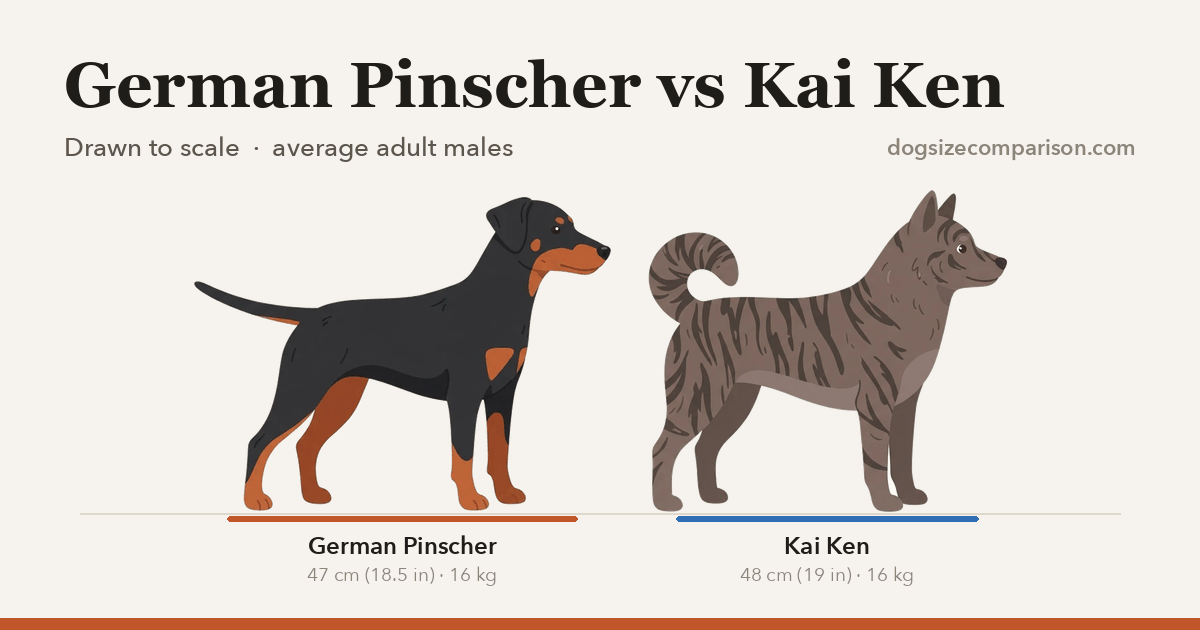 German Pinscher vs Kai Ken
Drawn to scale · average adult males
dogsizecomparison.com
German Pinscher
47 cm (18.5 in) · 16 kg
Kai Ken
48 cm (19 in) · 16 kg